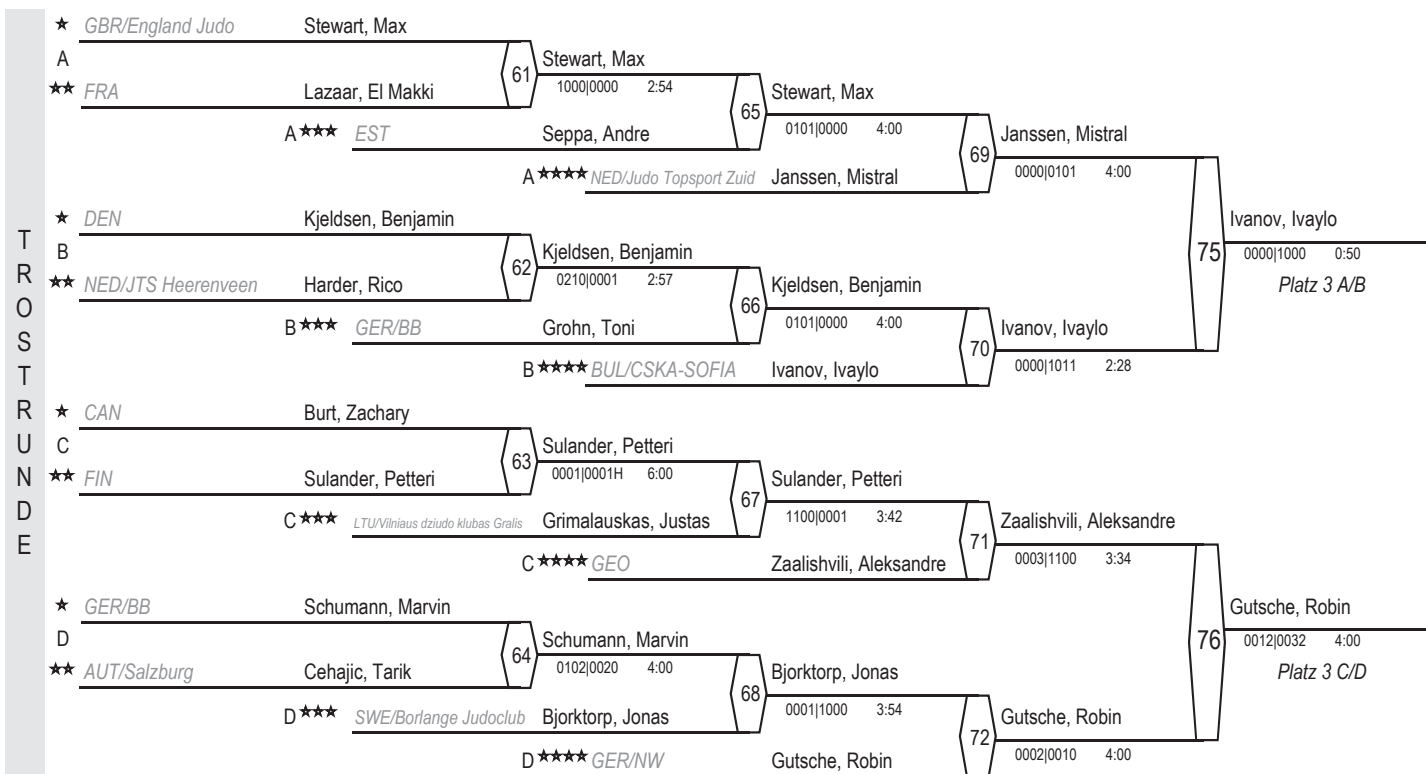 TROSTRUNDE
★ GBR/England Judo Stewart, Max
A
★★ FRA Lazaar, El Makki
61
Stewart, Max
1000|0000 2:54
A ★★★ EST Seppa, Andre
65
Stewart, Max
0101|0000 4:00
A ★★★★ NED/Judo Topsport Zuid Janssen, Mistral
69
Janssen, Mistral
0000|0101 4:00
★ DEN Kjeldsen, Benjamin
B
★★ NED/JTS Heerenveen Harder, Rico
62
Kjeldsen, Benjamin
0210|0001 2:57
B ★★★ GER/BB Grohn, Toni
66
Kjeldsen, Benjamin
0101|0000 4:00
B ★★★★ BUL/CSKA-SOFIA Ivanov, Ivaylo
70
Ivanov, Ivaylo
0000|1011 2:28
75
Ivanov, Ivaylo
0000|1000 0:50
Platz 3 A/B
★ CAN Burt, Zachary
C
★★ FIN Sulander, Petteri
63
Sulander, Petteri
0001|0001H 6:00
C ★★★ LTU/Vilniaus dziudo klubas Gralis Grimalauskas, Justas
67
Sulander, Petteri
1100|0001 3:42
C ★★★★ GEO Zaalishvili, Aleksandre
71
Zaalishvili, Aleksandre
0003|1100 3:34
★ GER/BB Schumann, Marvin
D
★★ AUT/Salzburg Cehajic, Tarik
64
Schumann, Marvin
0102|0020 4:00
D ★★★ SWE/Borlange Judoclub Bjorktorp, Jonas
68
Bjorktorp, Jonas
0001|1000 3:54
D ★★★★ GER/NW Gutsche, Robin
72
Gutsche, Robin
0002|0010 4:00
76
Gutsche, Robin
0012|0032 4:00
Platz 3 C/D